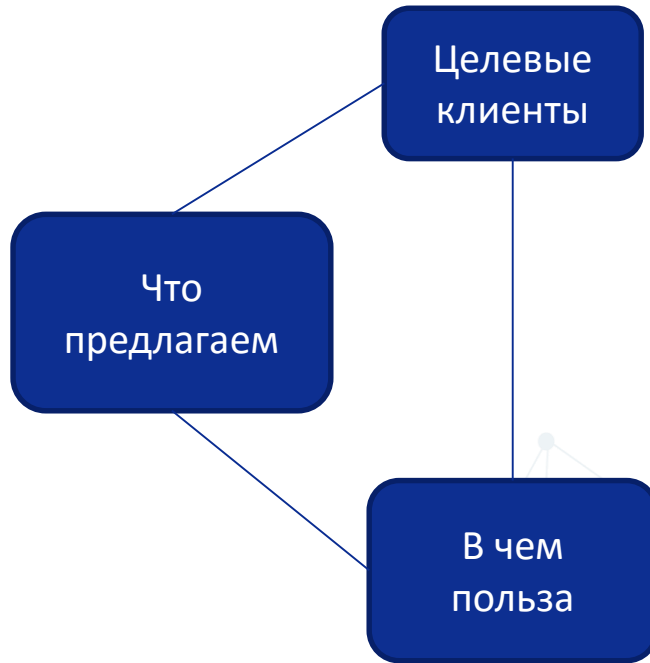 Целевые
клиенты
Что
предлагаем
В чем
польза